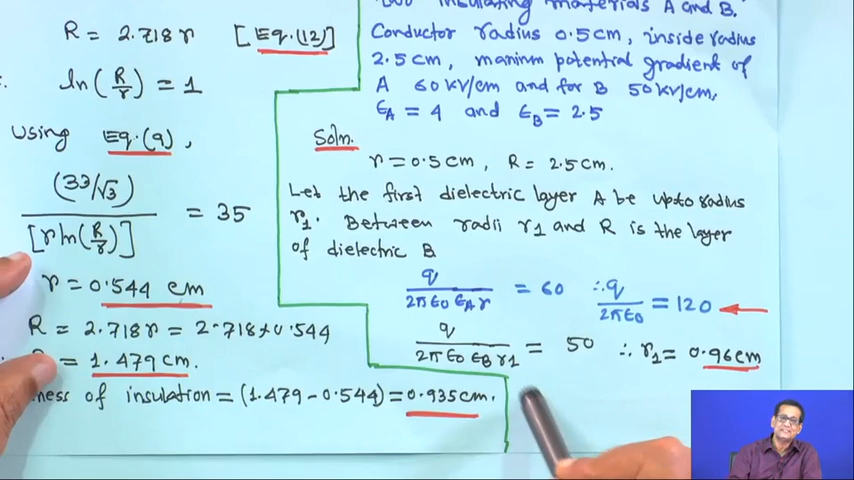 R = 2.718 r [Eq.(12)]
ln(R/r) = 1
Using Eq.(9),
(33/√3) / [r ln(R/r)] = 35
r = 0.544 cm
R = 2.718 r = 2.718 x 0.544
= 1.479 cm.
ness of insulation = (1.479 - 0.544) = 0.935 cm.
two insulating materials A and B.
Conductor radius 0.5 cm, inside radius
2.5 cm, maximum potential gradient of
A 60 kV/cm and for B 50 kV/cm,
ϵA = 4 and ϵB = 2.5
Soln.
r = 0.5 cm, R = 2.5 cm.
Let the first dielectric layer A be upto radius
r1. Between radii r1 and R is the layer
of dielectric B
q / 2πϵ0 ϵA r = 60 ∴ q / 2πϵ0 = 120
q / 2πϵ0 ϵB r1 = 50 ∴ r1 = 0.96 cm